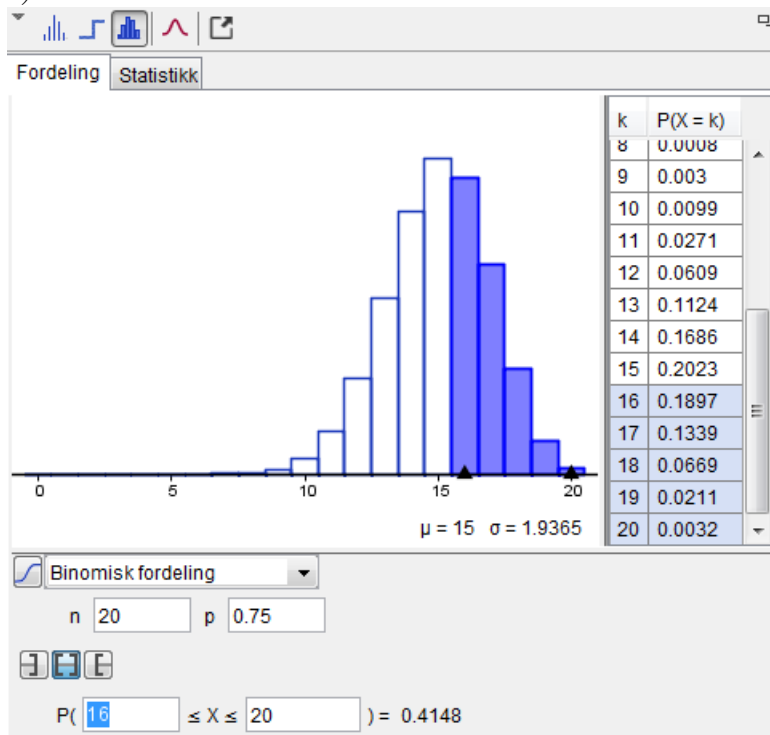 Fordeling Statistikk
k P(X = k)
8 0.0008
9 0.003
10 0.0099
11 0.0271
12 0.0609
13 0.1124
14 0.1686
15 0.2023
16 0.1897
17 0.1339
18 0.0669
19 0.0211
20 0.0032
0 5 10 15 20
μ = 15 σ = 1.9365
Binomisk fordeling
n 20 p 0.75
P( 16 ≤ X ≤ 20 ) = 0.4148